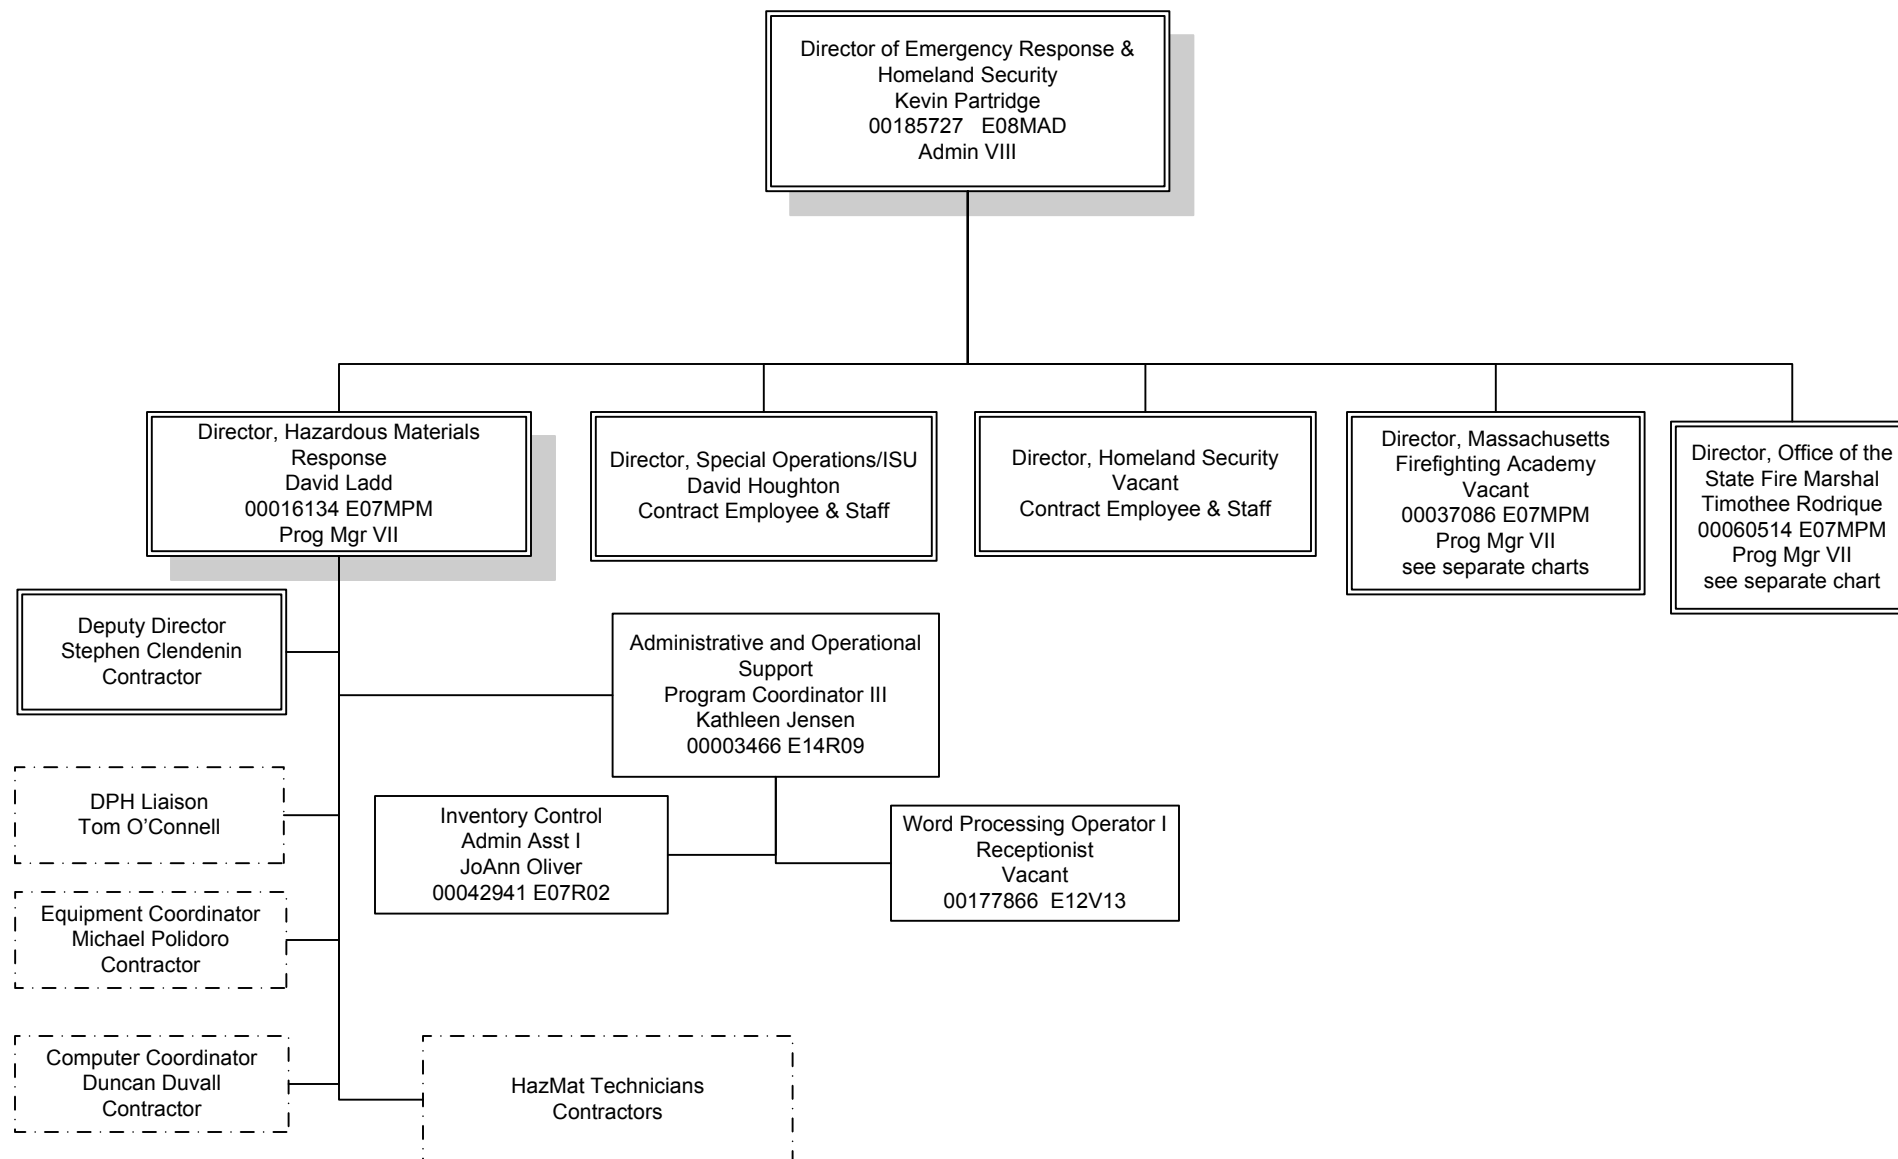 Director of Emergency Response &
Homeland Security
Kevin Partridge
00185727 E08MAD
Admin VIII
Director, Hazardous Materials
Response
David Ladd
00016134 E07MPM
Prog Mgr VII
Director, Special Operations/ISU
David Houghton
Contract Employee & Staff
Director, Homeland Security
Vacant
Contract Employee & Staff
Director, Massachusetts
Firefighting Academy
Vacant
00037086 E07MPM
Prog Mgr VII
see separate charts
Director, Office of the
State Fire Marshal
Timothee Rodrique
00060514 E07MPM
Prog Mgr VII
see separate chart
Deputy Director
Stephen Clendenin
Contractor
Administrative and Operational
Support
Program Coordinator III
Kathleen Jensen
00003466 E14R09
DPH Liaison
Tom O’Connell
Inventory Control
Admin Asst I
JoAnn Oliver
00042941 E07R02
Word Processing Operator I
Receptionist
Vacant
00177866 E12V13
Equipment Coordinator
Michael Polidoro
Contractor
Computer Coordinator
Duncan Duvall
Contractor
HazMat Technicians
Contractors